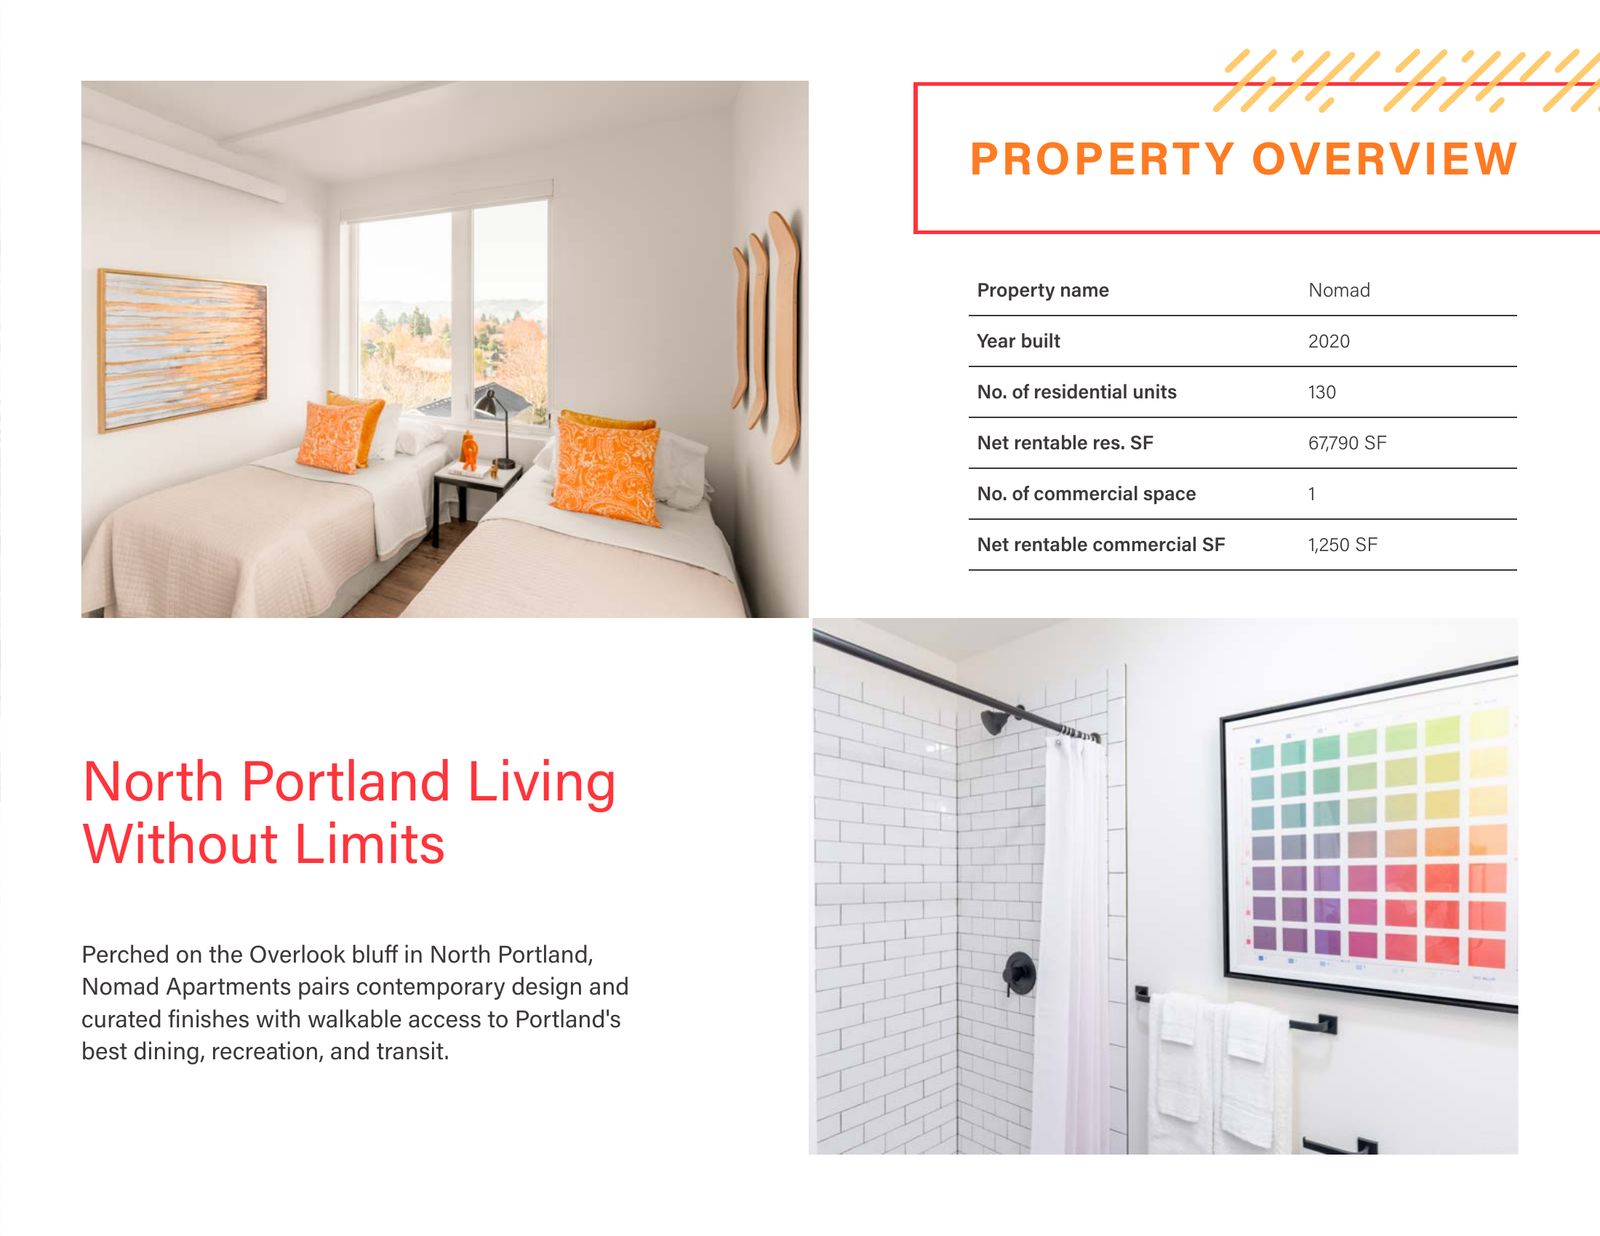 PROPERTY OVERVIEW
Property name Nomad
Year built 2020
No. of residential units 130
Net rentable res. SF 67,790 SF
No. of commercial space 1
Net rentable commercial SF 1,250 SF
North Portland Living
Without Limits
Perched on the Overlook bluff in North Portland,
Nomad Apartments pairs contemporary design and
curated finishes with walkable access to Portland's
best dining, recreation, and transit.